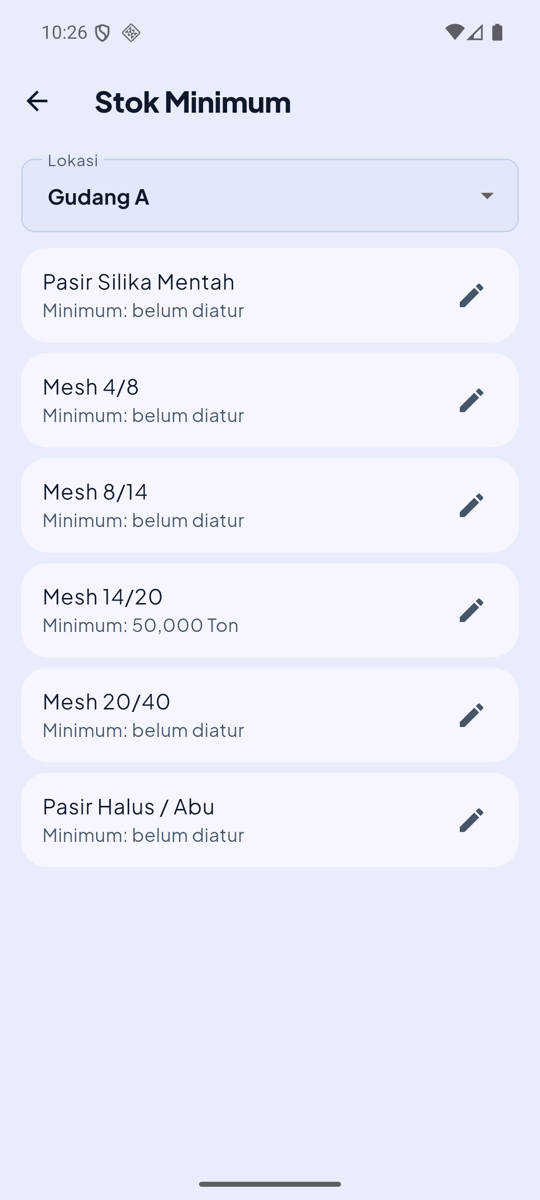 10:26
Stok Minimum
Lokasi
Gudang A
Pasir Silika Mentah
Minimum: belum diatur
Mesh 4/8
Minimum: belum diatur
Mesh 8/14
Minimum: belum diatur
Mesh 14/20
Minimum: 50,000 Ton
Mesh 20/40
Minimum: belum diatur
Pasir Halus / Abu
Minimum: belum diatur